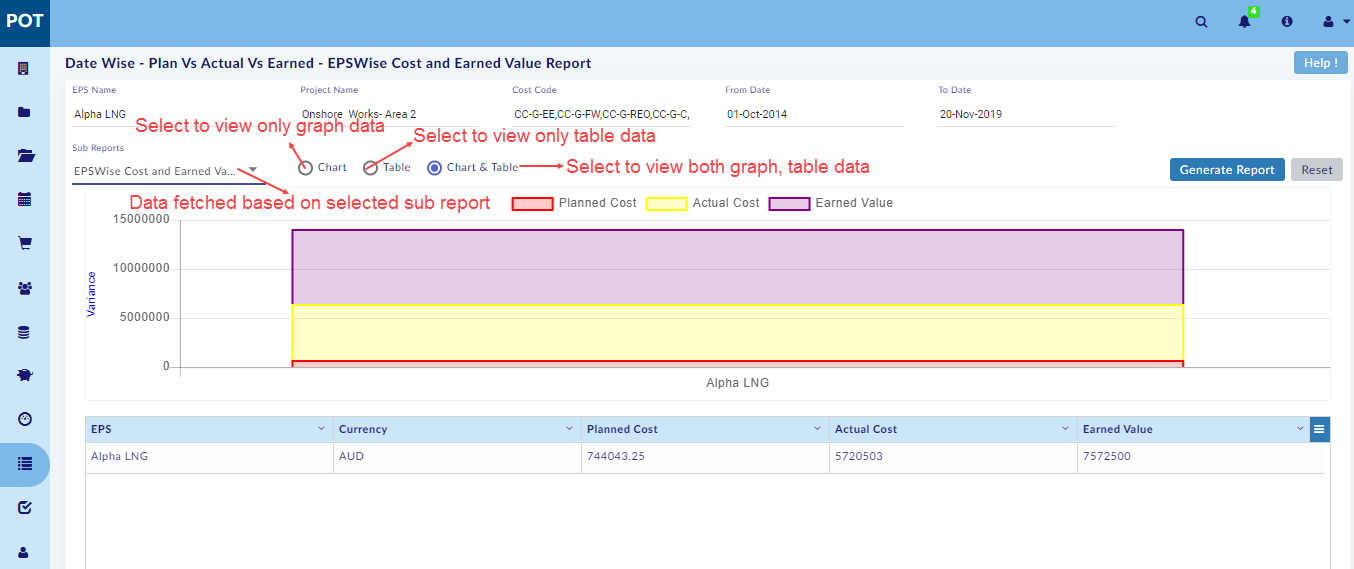 POT
4
Date Wise - Plan Vs Actual Vs Earned - EPSWise Cost and Earned Value Report
Help !
EPS Name Project Name Cost Code From Date To Date
Alpha LNG Onshore Works- Area 2 CC-G-EE,CC-G-FW,CC-G-REO,CC-G-C, 01-Oct-2014 20-Nov-2019
Select to view only graph data
Select to view only table data
Sub Reports
EPSWise Cost and Earned Va... Chart Table Chart & Table
Select to view both graph, table data
Generate Report Reset
Data fetched based on selected sub report
Planned Cost Actual Cost Earned Value
15000000
10000000
5000000
0
Variance
Alpha LNG
EPS Currency Planned Cost Actual Cost Earned Value
Alpha LNG AUD 744043.25 5720503 7572500